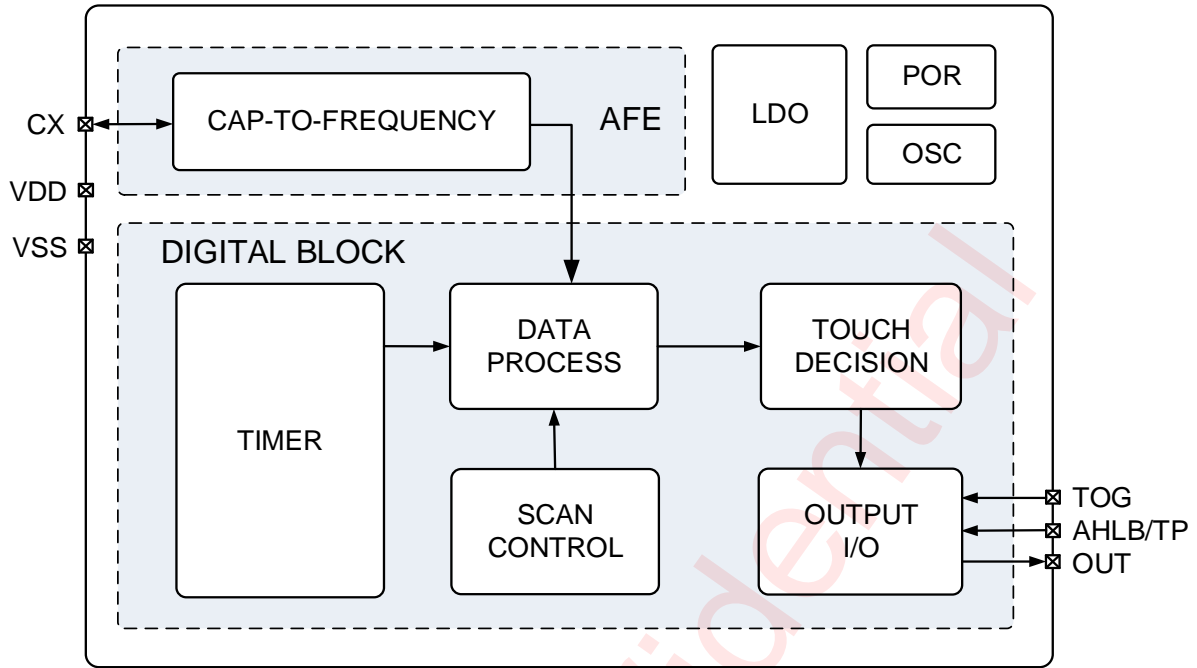 CAP-TO-FREQUENCY
AFE
LDO
POR
OSC
CX
VDD
VSS
DIGITAL BLOCK
TIMER
DATA
PROCESS
TOUCH
DECISION
SCAN
CONTROL
OUTPUT
I/O
TOG
AHLB/TP
OUT
fidential